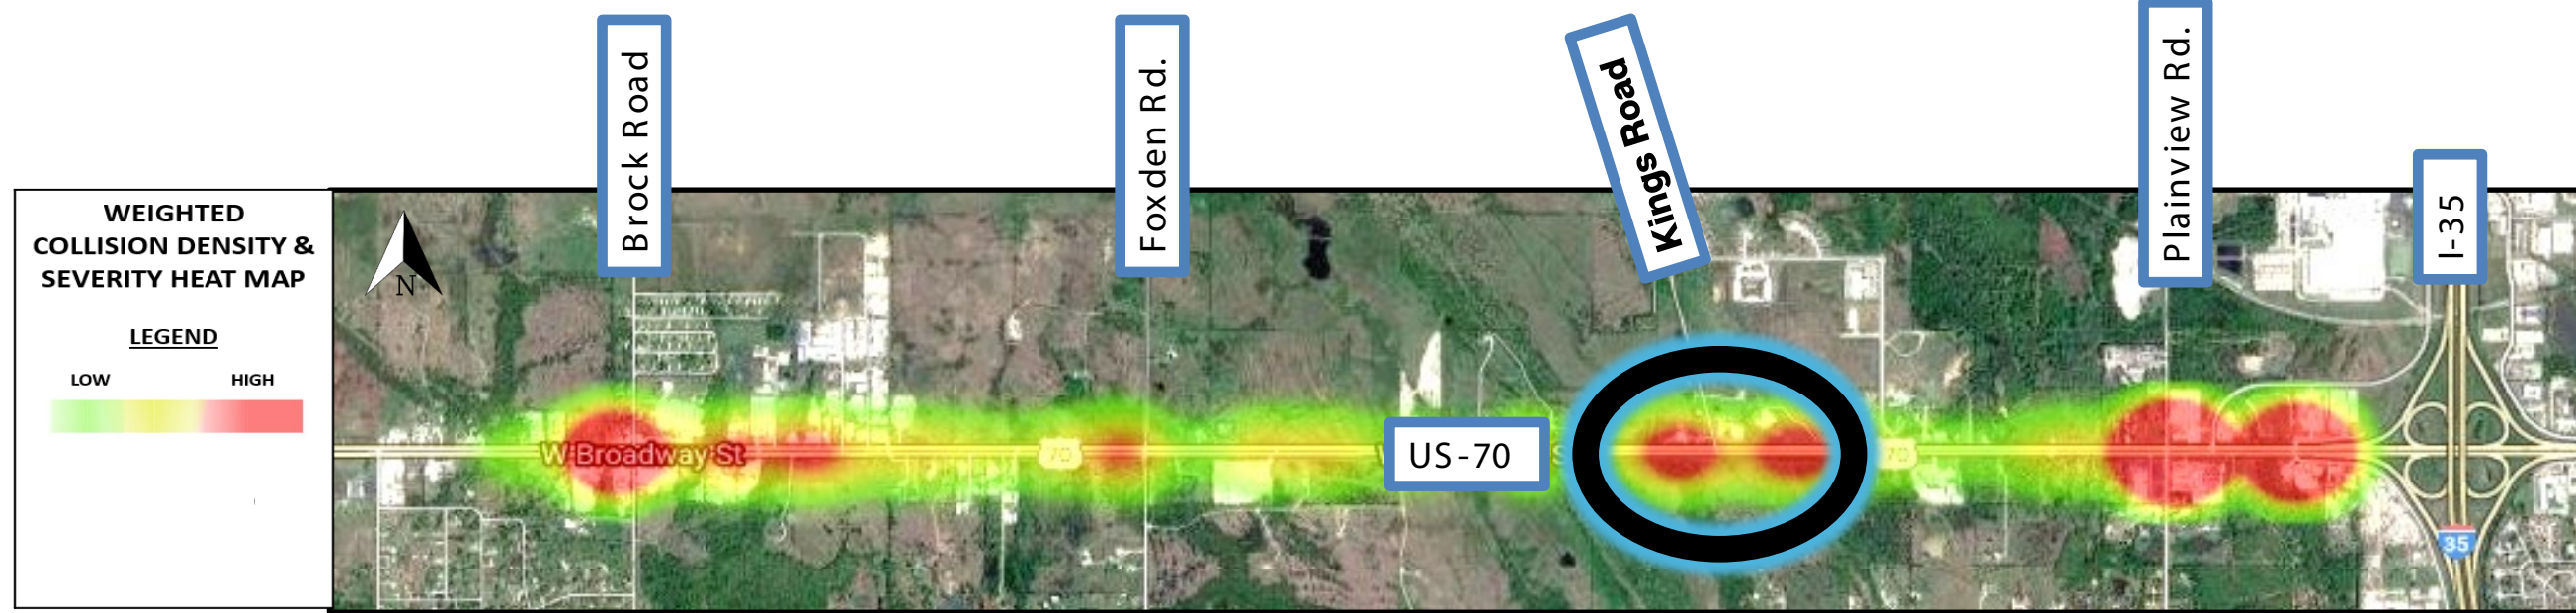 Brock Road
Foxden Rd.
Kings Road
Plainview Rd.
I-35
WEIGHTED
COLLISION DENSITY &
SEVERITY HEAT MAP
LEGEND
LOW HIGH
N
W Broadway St
70
US-70
70
35